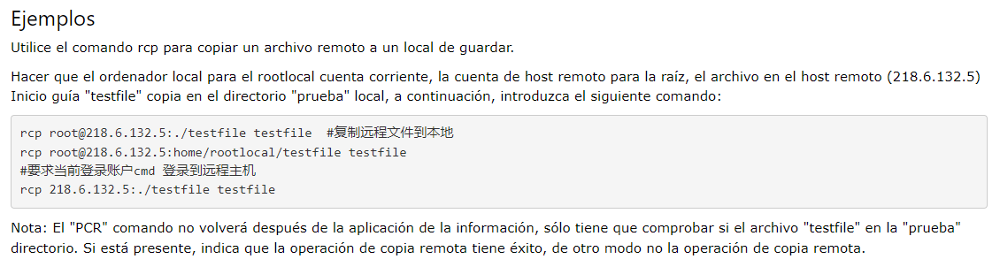 Ejemplos
Utilice el comando rcp para copiar un archivo remoto a un local de guardar.
Hacer que el ordenador local para el rootlocal cuenta corriente, la cuenta de host remoto para la raíz, el archivo en el host remoto (218.6.132.5)
Inicio guía "testfile" copia en el directorio "prueba" local, a continuación, introduzca el siguiente comando:
rcp root@218.6.132.5:./testfile testfile  #复制远程文件到本地
rcp root@218.6.132.5:home/rootlocal/testfile testfile
#要求当前登录账户cmd 登录到远程主机
rcp 218.6.132.5:./testfile testfile
Nota: El "PCR" comando no volverá después de la aplicación de la información, sólo tiene que comprobar si el archivo "testfile" en la "prueba"
directorio. Si está presente, indica que la operación de copia remota tiene éxito, de otro modo no la operación de copia remota.